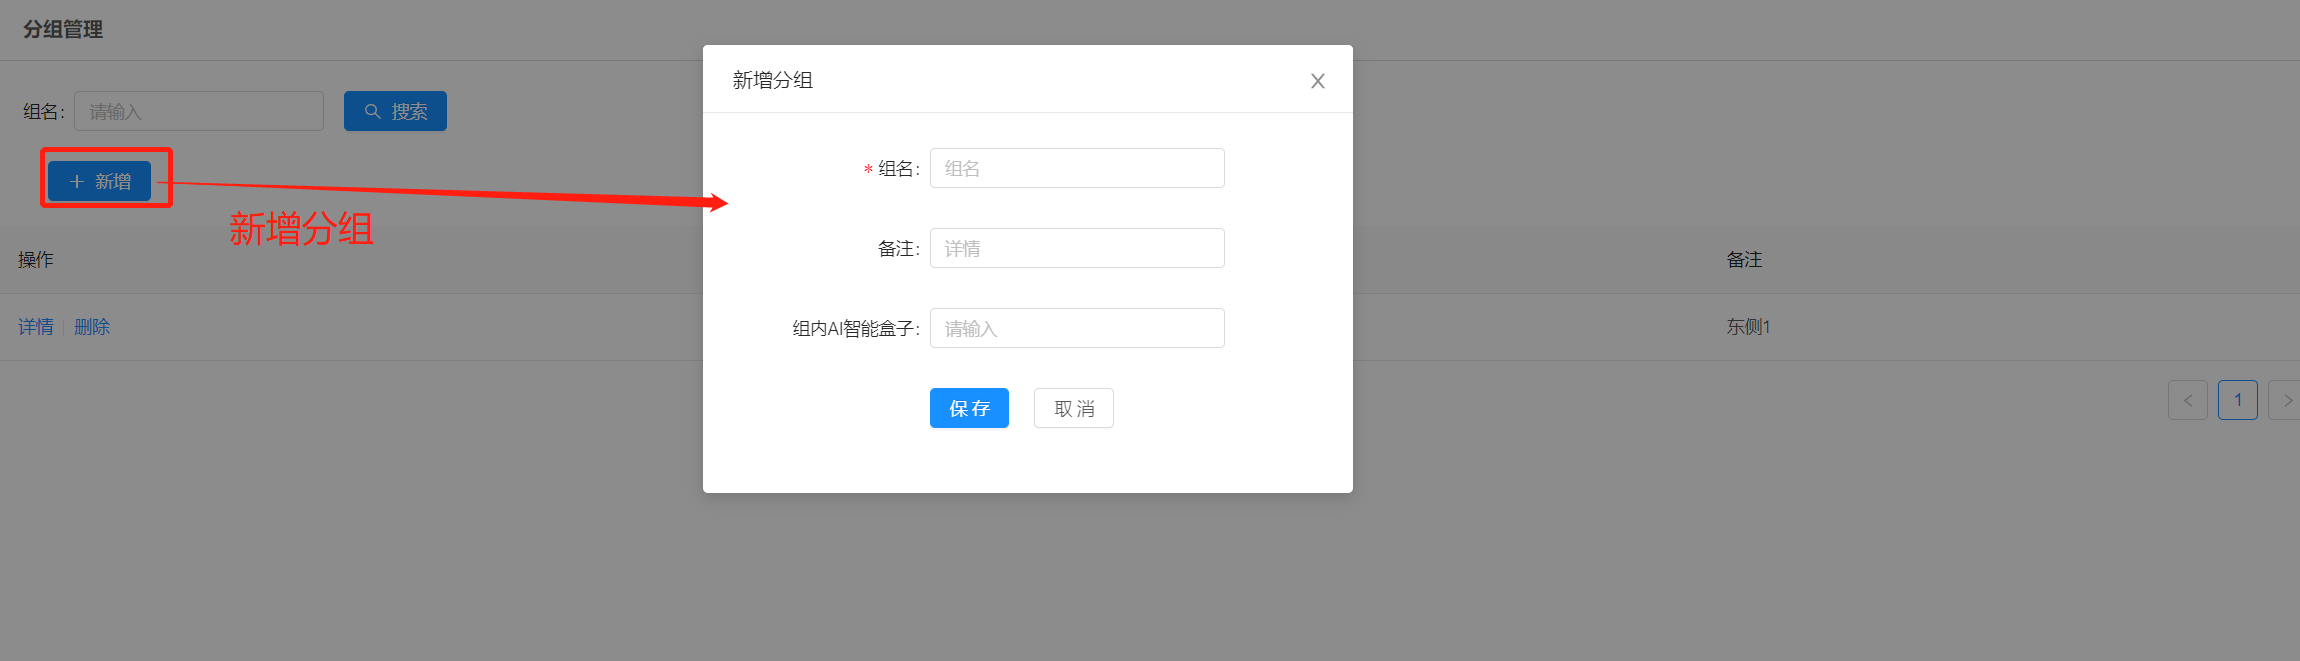 分组管理
组名: 请输入 搜索
新增
新增分组
操作 备注
详情 删除 东侧1
1
新增分组
* 组名: 组名
备注: 详情
组内AI智能盒子: 请输入
保存 取消